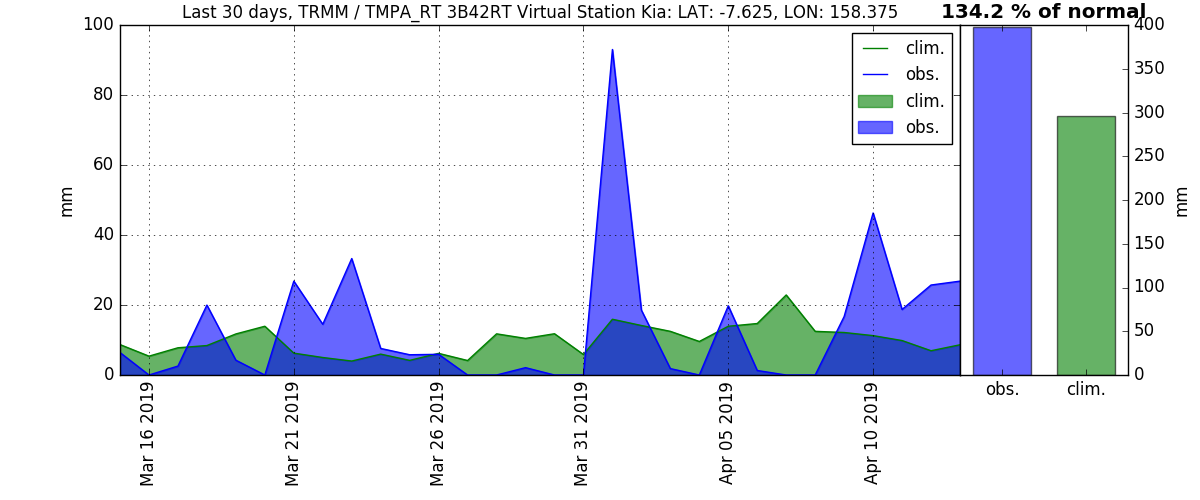 Last 30 days, TRMM / TMPA_RT 3B42RT Virtual Station Kia: LAT: -7.625, LON: 158.375
134.2 % of normal
100
80
60
40
20
0
mm
clim.
obs.
clim.
obs.
Mar 16 2019
Mar 21 2019
Mar 26 2019
Mar 31 2019
Apr 05 2019
Apr 10 2019
400
350
300
250
200
150
100
50
0
mm
obs.
clim.